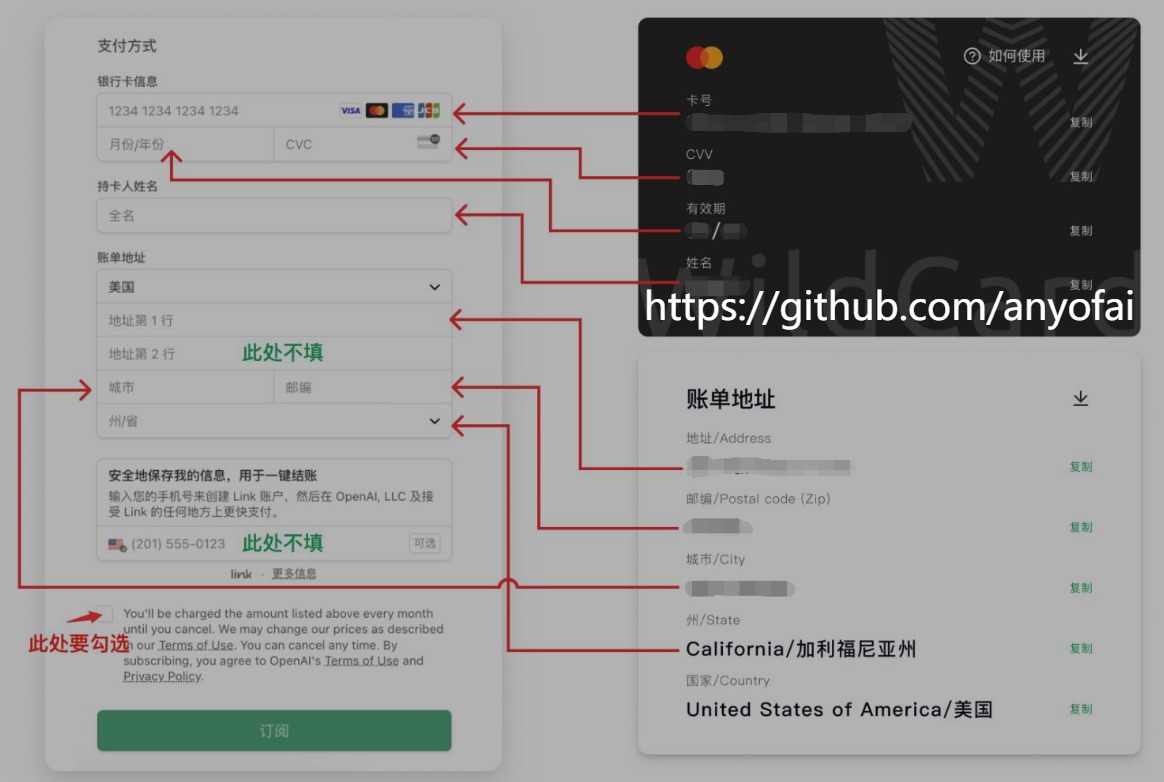 支付方式
银行卡信息
1234 1234 1234 1234
VISA
JCB
月份/年份
CVC
持卡人姓名
全名
账单地址
美国
地址第 1 行
地址第 2 行
此处不填
城市
邮编
州/省
安全地保存我的信息，用于一键结账
输入您的手机号来创建 Link 账户，然后在 OpenAI, LLC 及接
受 Link 的任何地方上更快支付。
(201) 555-0123
此处不填
可选
link · 更多信息
You'll be charged the amount listed above every month
until you cancel. We may change our prices as described
in our Terms of Use. You can cancel any time. By
subscribing, you agree to OpenAI's Terms of Use and
Privacy Policy.
此处要勾选
订阅
如何使用
卡号
复制
CVV
复制
有效期
/
复制
姓名
复制
WildCard
https://github.com/anyofai
账单地址
地址/Address
复制
邮编/Postal code (Zip)
复制
城市/City
复制
州/State
California/加利福尼亚州
复制
国家/Country
United States of America/美国
复制